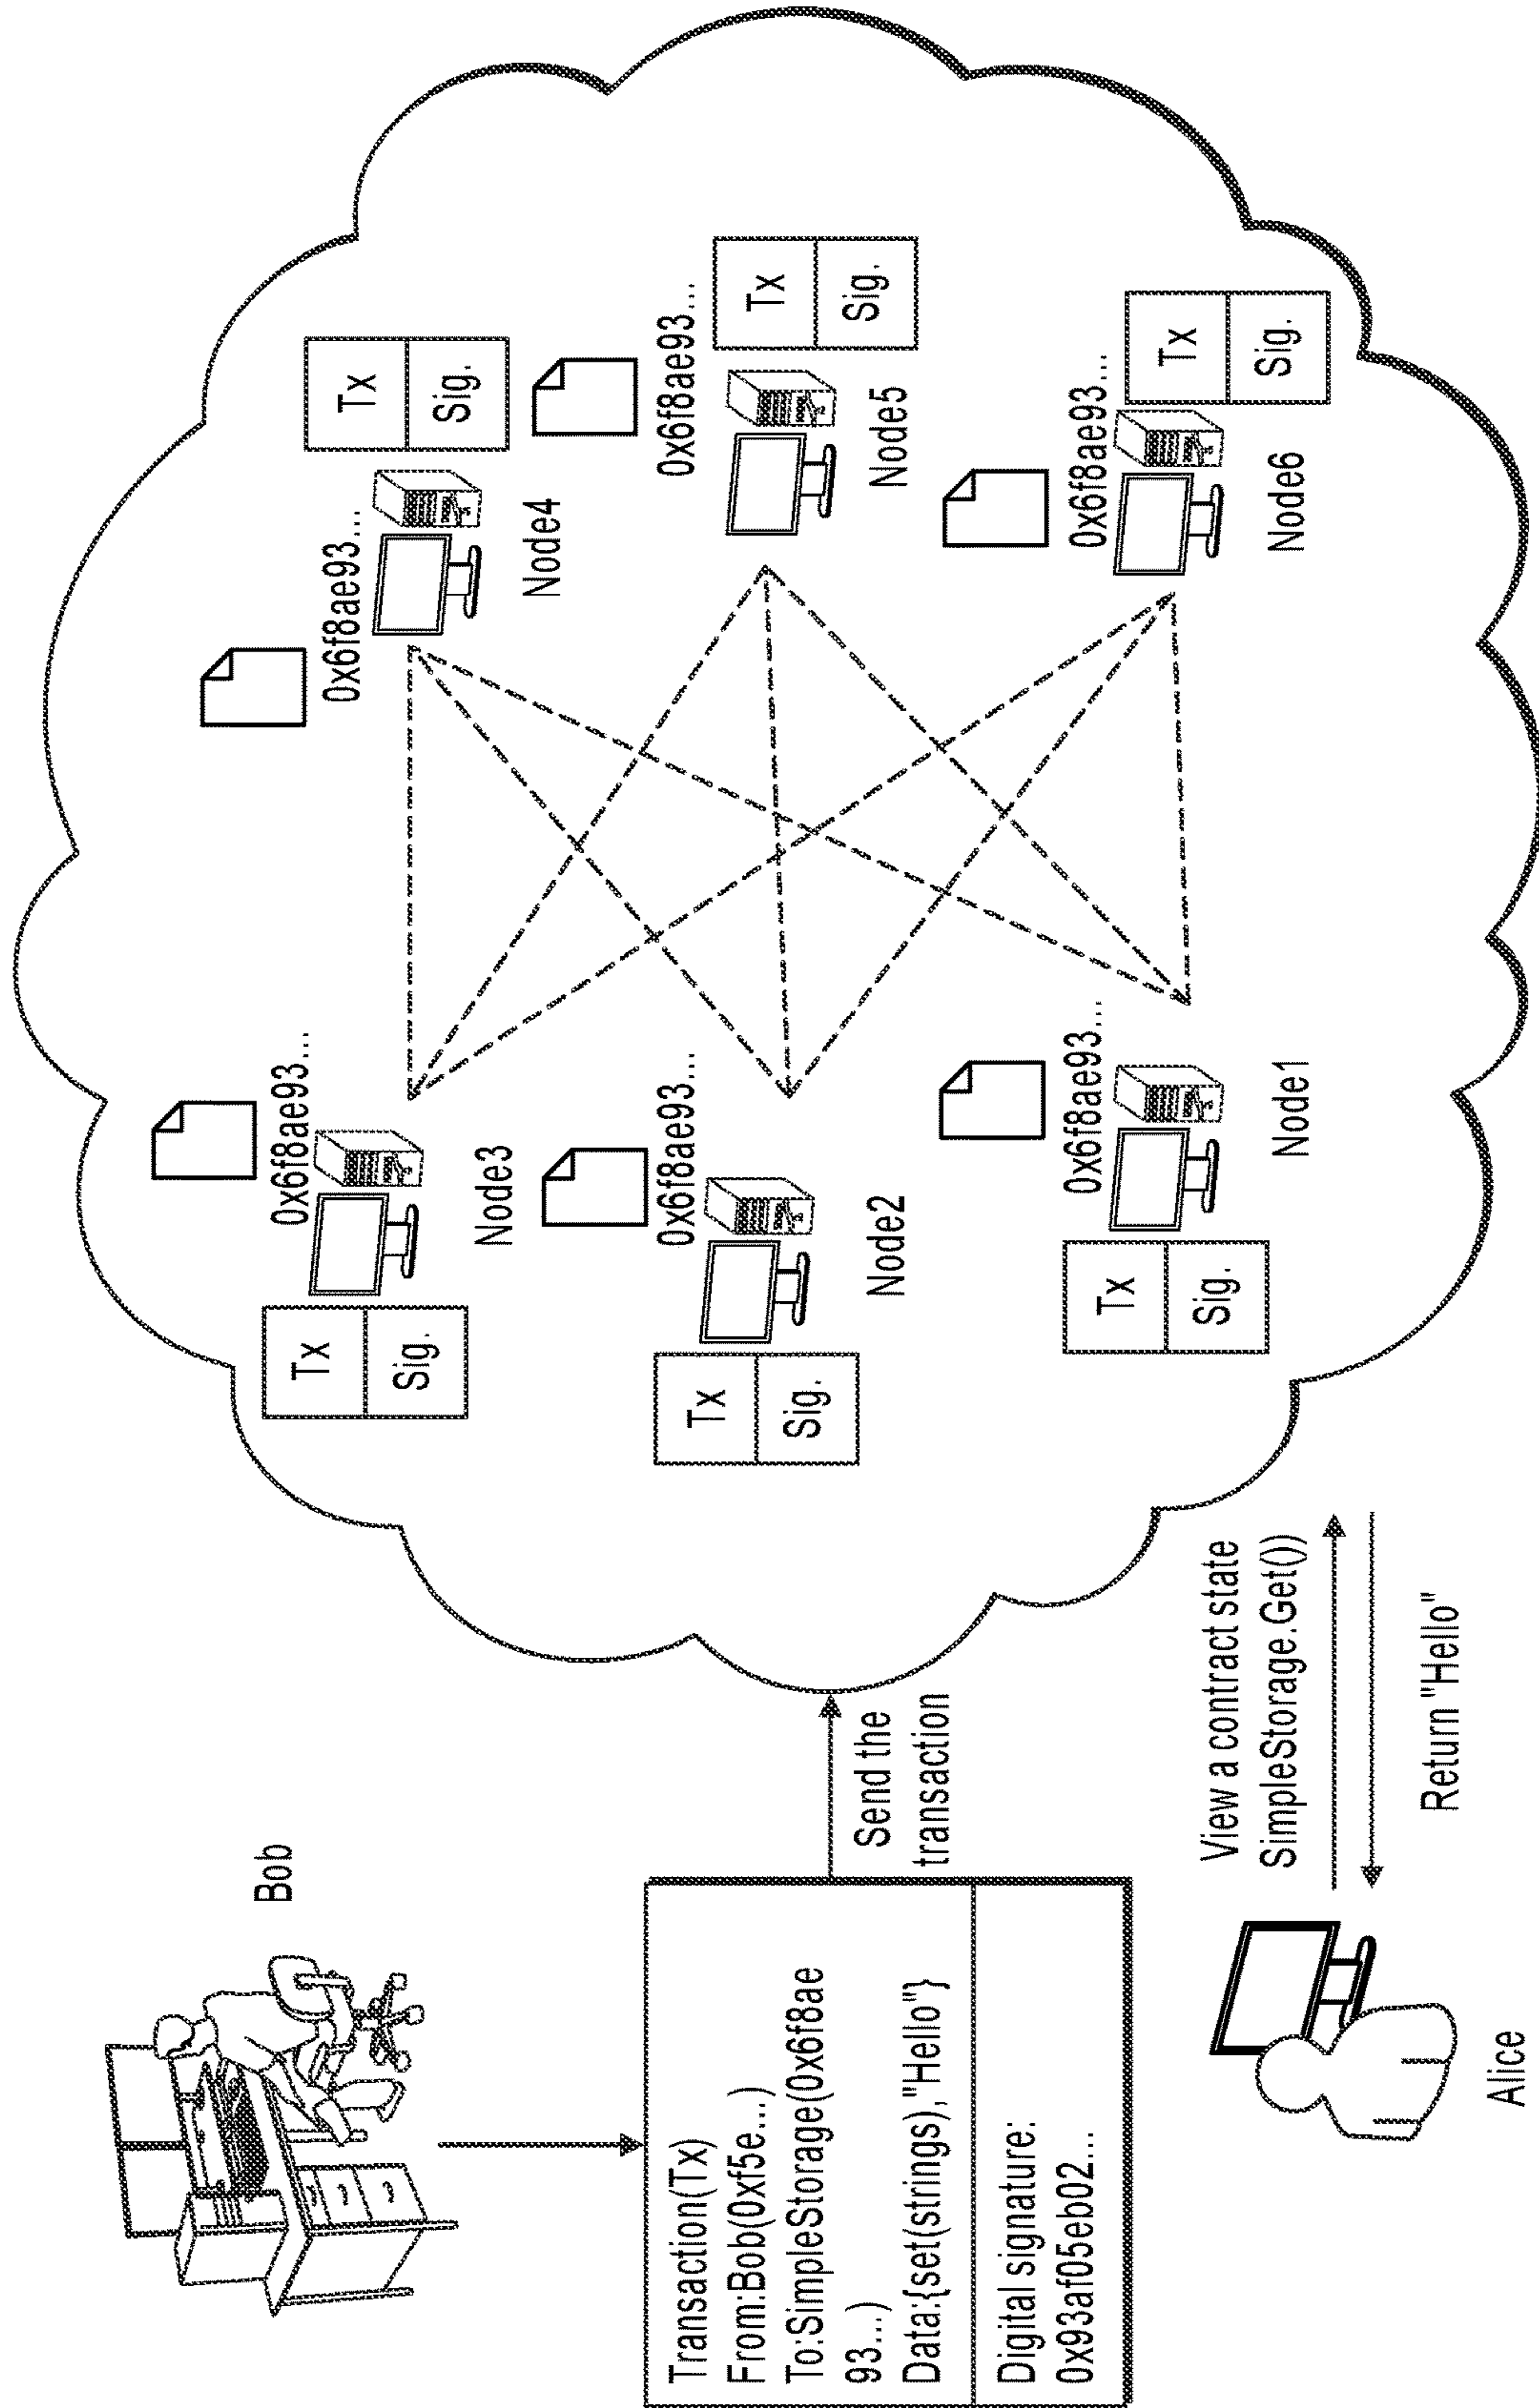 Bob
Transaction(Tx)
From:Bob(0xf5e...)
To:SimpleStorage(0x6f8ae
93...)
Data:{set(strings),"Hello"}
Digital signature:
0x93af05eb02...
Send the
transaction
Alice
View a contract state
SimpleStorage.Get())
Return "Hello"
0x6f8ae93...
Tx
Sig.
Node3
0x6f8ae93...
Tx
Sig.
Node2
0x6f8ae93...
Tx
Sig.
Node1
0x6f8ae93...
Tx
Sig.
Node4
0x6f8ae93...
Tx
Sig.
Node5
0x6f8ae93...
Tx
Sig.
Node6